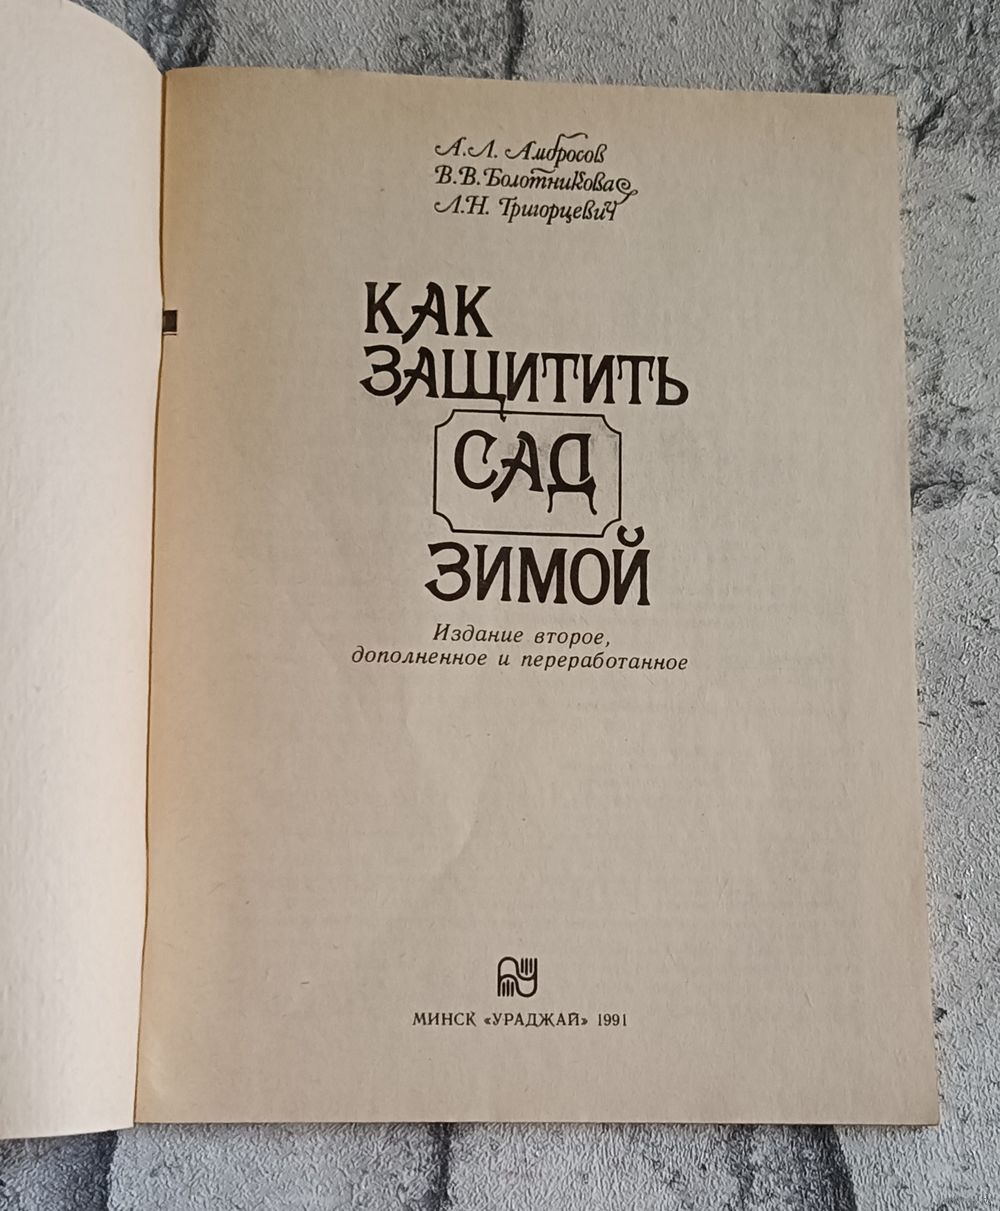 А.Л. Амбросов
В.В. Болотникова
Л.Н. Григорцевич
КАК
ЗАЩИТИТЬ
САД
ЗИМОЙ
Издание второе,
дополненное и переработанное
МИНСК «УРАДЖАЙ» 1991